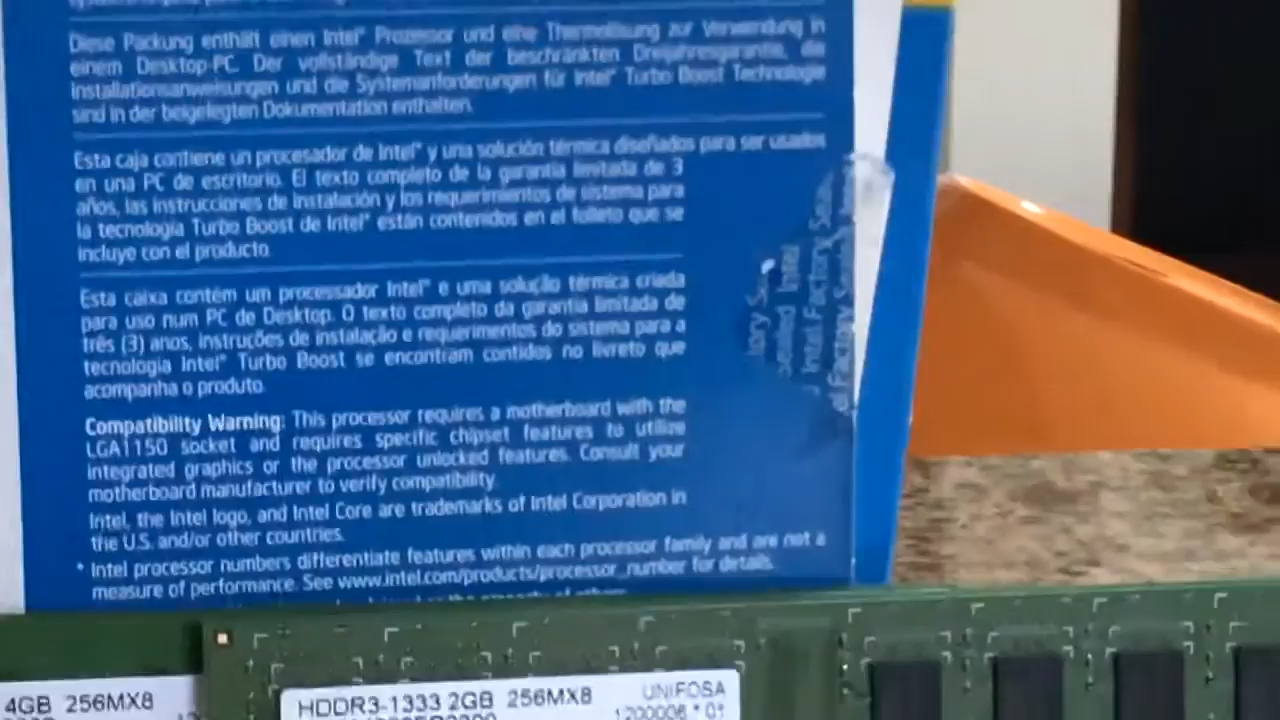 Diese Packung enthält einen Intel® Prozessor und eine Thermolösung zur Verwendung in
einem Desktop-PC. Der vollständige Text der beschränkten Dreijahresgarantie, die
Installationsanweisungen und die Systemanforderungen für Intel® Turbo Boost Technologie
sind in der beigelegten Dokumentation enthalten.
Esta caja contiene un procesador de Intel® y una solución térmica diseñados para ser usados
en una PC de escritorio. El texto completo de la garantía limitada de 3
años, las instrucciones de instalación y los requerimientos de sistema para
la tecnología Turbo Boost de Intel® están contenidos en el folleto que se
incluye con el producto.
Esta caixa contém um processador Intel® e uma solução térmica criada
para uso num PC de Desktop. O texto completo da garantia limitada de
três (3) anos, instruções de instalação e requerimentos do sistema para a
tecnologia Intel® Turbo Boost se encontram contidos no livreto que
acompanha o produto.
Compatibility Warning: This processor requires a motherboard with the
LGA1150 socket and requires specific chipset features to utilize
integrated graphics or the processor unlocked features. Consult your
motherboard manufacturer to verify compatibility.
Intel, the Intel logo, and Intel Core are trademarks of Intel Corporation in
the U.S. and/or other countries.
* Intel processor numbers differentiate features within each processor family and are not a
measure of performance. See www.intel.com/products/processor_number for details.
sealed Intel
Intel Factory
Factory
4GB 256MX8
HDDR3-1333 2GB 256MX8
UNIFOSA